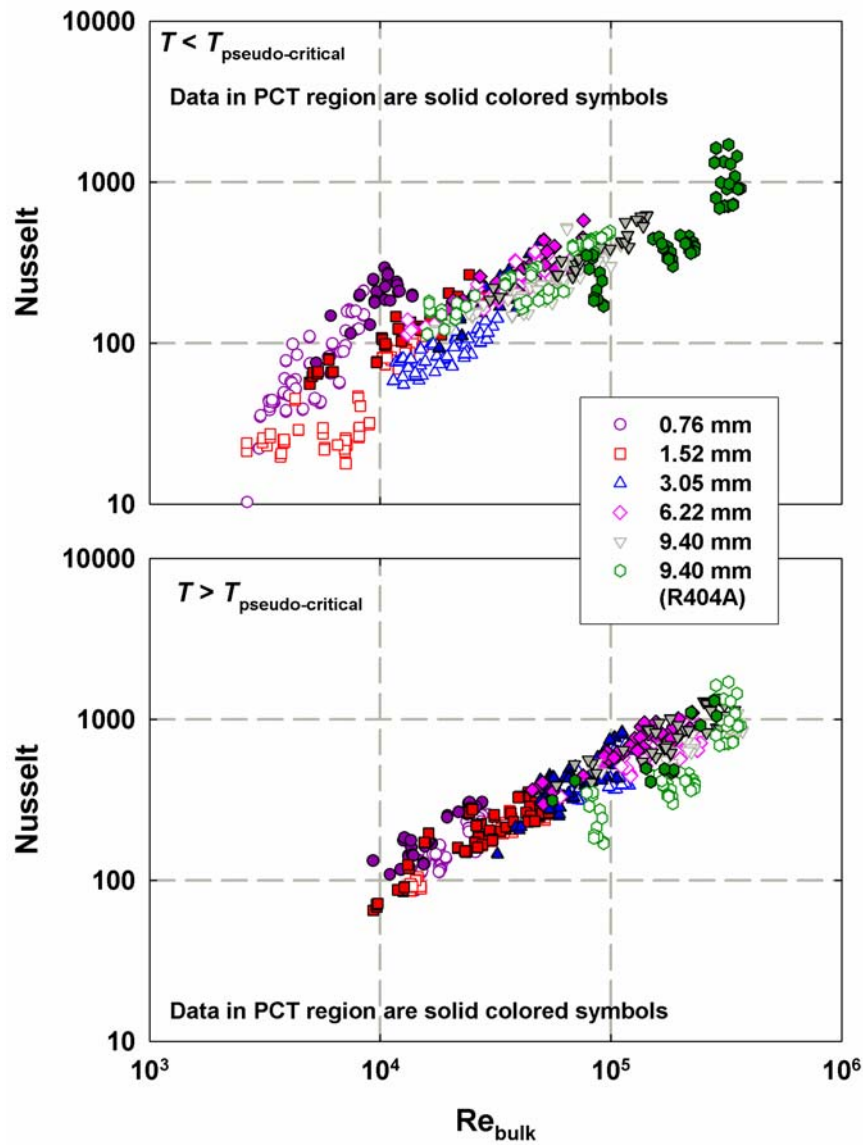 10000
T < Tpseudo-critical
Data in PCT region are solid colored symbols
1000
Nusselt
100
10
0.76 mm
1.52 mm
3.05 mm
6.22 mm
9.40 mm
9.40 mm
(R404A)
10000
T > Tpseudo-critical
1000
Nusselt
100
Data in PCT region are solid colored symbols
10
10³ 10⁴ 10⁵ 10⁶
Rebulk